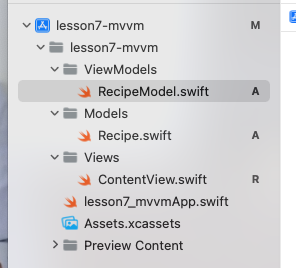 lesson7-mvvm M
lesson7-mvvm
ViewModels
RecipeModel.swift A
Models
Recipe.swift A
Views
ContentView.swift R
lesson7_mvvmApp.swift
Assets.xcassets
Preview Content